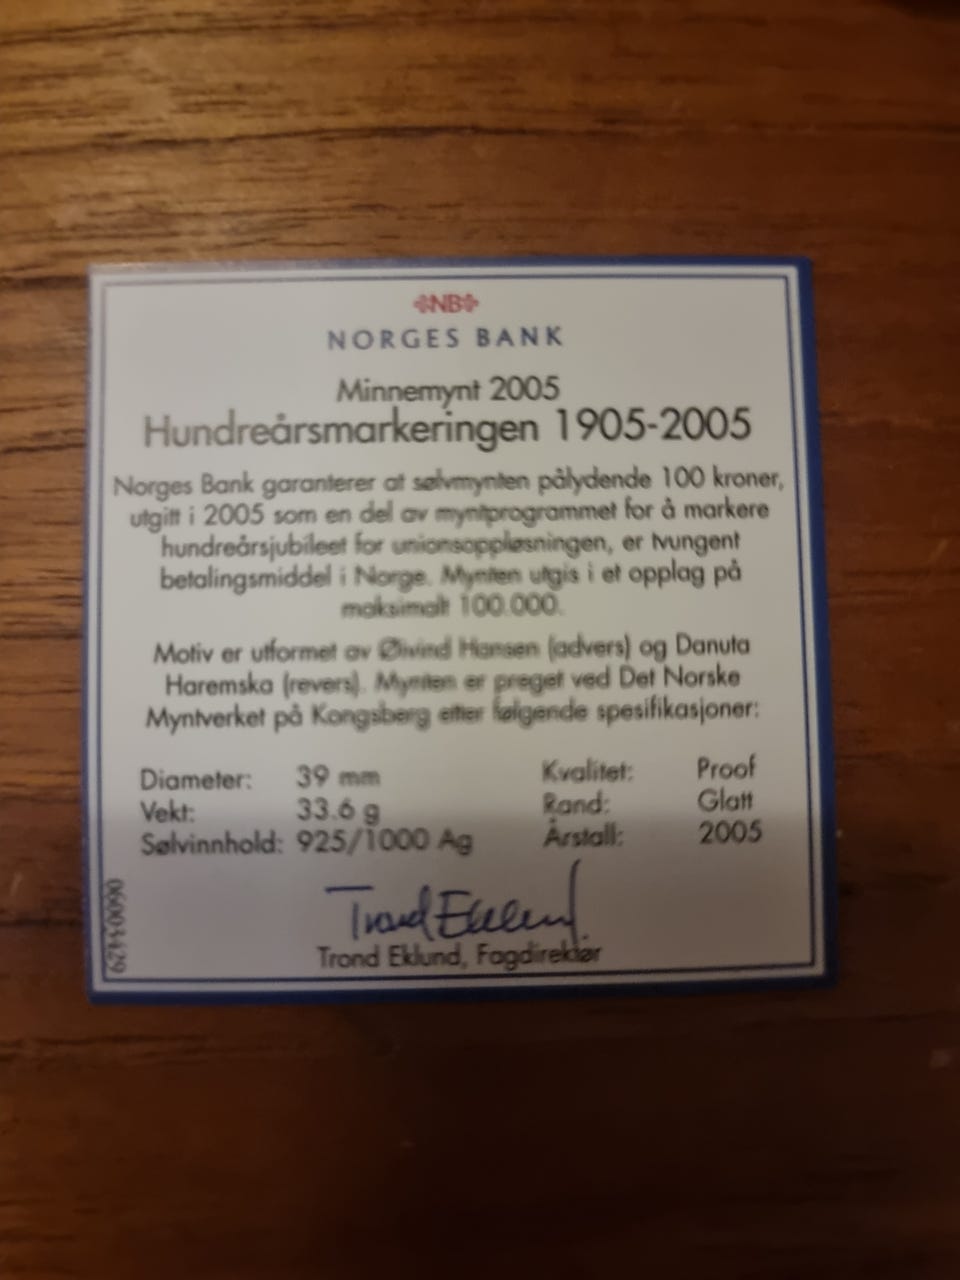 NB
NORGES BANK
Minnemynt 2005
Hundreårsmarkeringen 1905-2005
Norges Bank garanterer at sølvmynten pålydende 100 kroner,
utgitt i 2005 som en del av myntprogrammet for å markere
hundreårsjubileet for unionsoppløsningen, er tvungent
betalingsmiddel i Norge. Mynten utgis i et opplag på
maksimalt 100.000.
Motiv er utformet av Øivind Hansen (advers) og Danuta
Haremska (revers). Mynten er preget ved Det Norske
Myntverket på Kongsberg etter følgende spesifikasjoner:
Diameter: 39 mm Kvalitet: Proof
Vekt: 33.6 g Rand: Glatt
Sølvinnhold: 925/1000 Ag Årstall: 2005
Trond Eklund
Trond Eklund, Fagdirektør
06003429